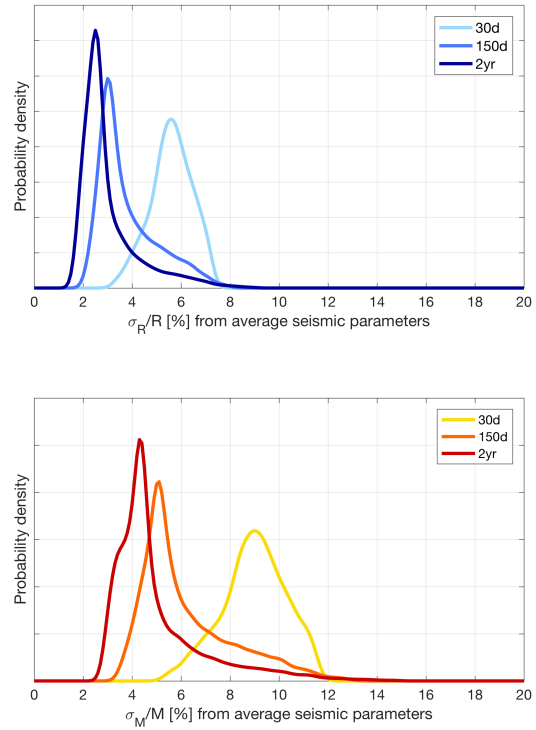 Probability density
30d
150d
2yr
0 2 4 6 8 10 12 14 16 18 20
σ_R/R [%] from average seismic parameters
Probability density
30d
150d
2yr
0 2 4 6 8 10 12 14 16 18 20
σ_M/M [%] from average seismic parameters